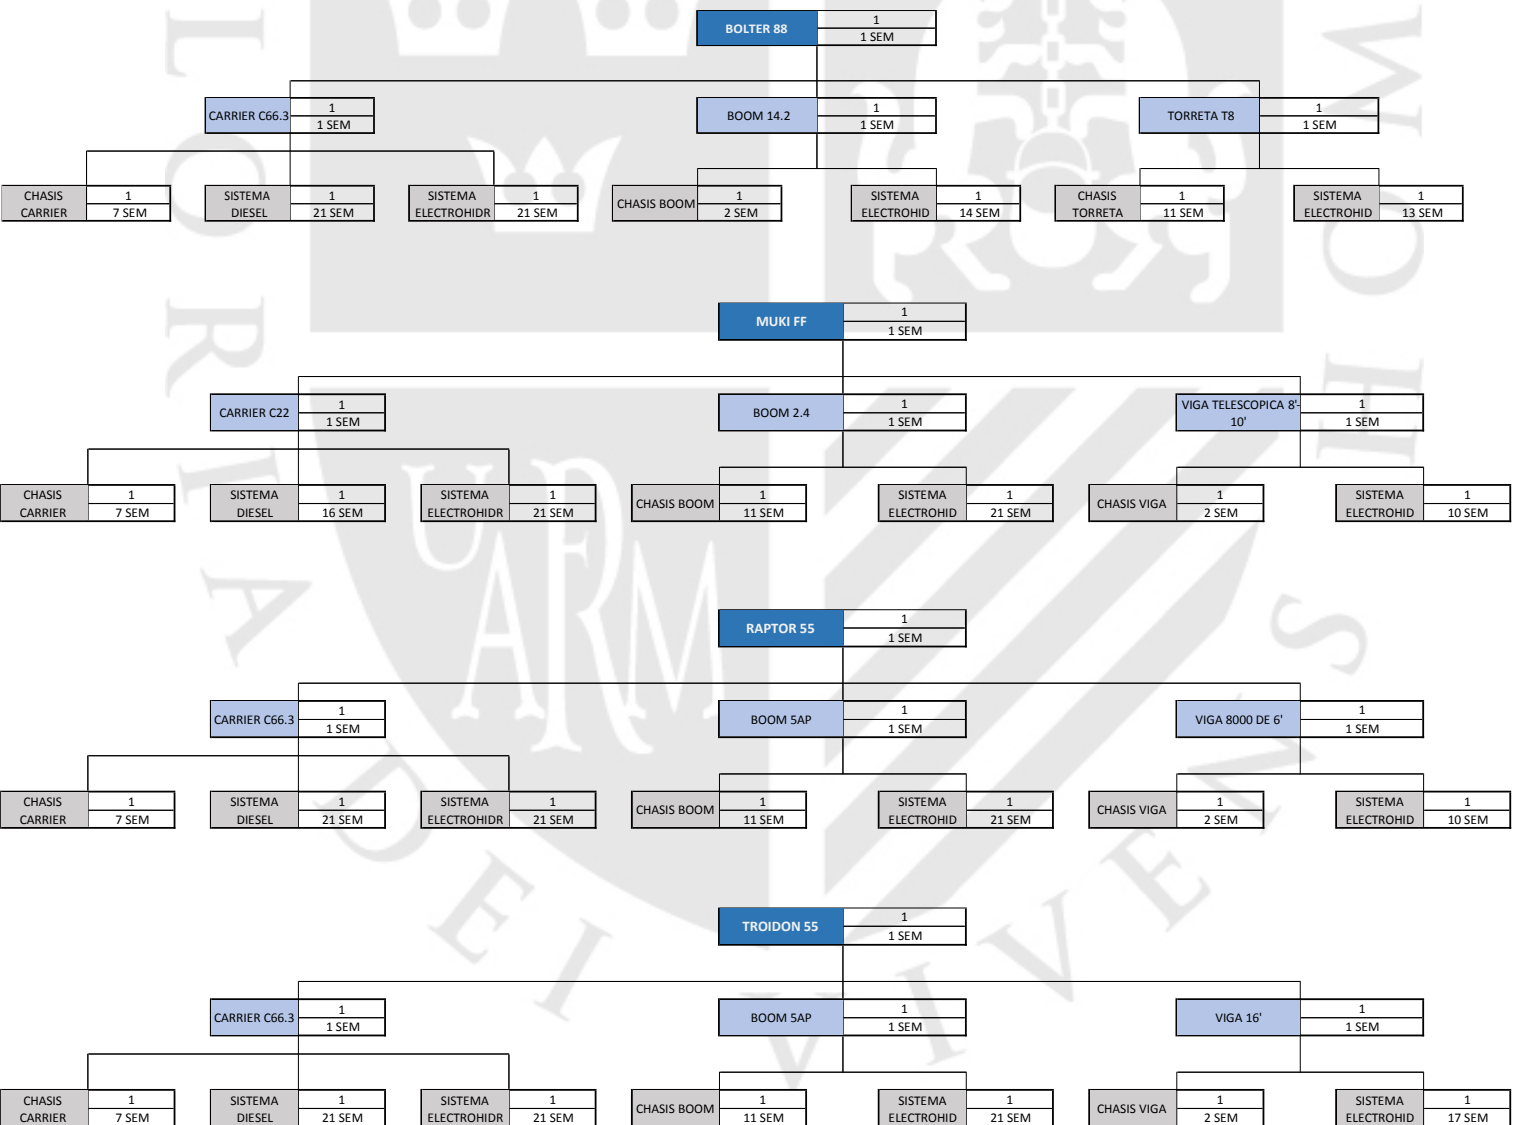 BOLTER 88
1
1 SEM
CARRIER C66.3
1
1 SEM
BOOM 14.2
1
1 SEM
TORRETA T8
1
1 SEM
CHASIS
CARRIER
1
7 SEM
SISTEMA
DIESEL
1
21 SEM
SISTEMA
ELECTROHIDR
1
21 SEM
CHASIS BOOM
1
2 SEM
SISTEMA
ELECTROHID
1
14 SEM
CHASIS
TORRETA
1
11 SEM
SISTEMA
ELECTROHID
1
13 SEM
MUKI FF
1
1 SEM
CARRIER C22
1
1 SEM
BOOM 2.4
1
1 SEM
VIGA TELESCOPICA 8'-
10'
1
1 SEM
CHASIS
CARRIER
1
7 SEM
SISTEMA
DIESEL
1
16 SEM
SISTEMA
ELECTROHIDR
1
21 SEM
CHASIS BOOM
1
11 SEM
SISTEMA
ELECTROHID
1
21 SEM
CHASIS VIGA
1
2 SEM
SISTEMA
ELECTROHID
1
10 SEM
RAPTOR 55
1
1 SEM
CARRIER C66.3
1
1 SEM
BOOM 5AP
1
1 SEM
VIGA 8000 DE 6'
1
1 SEM
CHASIS
CARRIER
1
7 SEM
SISTEMA
DIESEL
1
21 SEM
SISTEMA
ELECTROHIDR
1
21 SEM
CHASIS BOOM
1
11 SEM
SISTEMA
ELECTROHID
1
21 SEM
CHASIS VIGA
1
2 SEM
SISTEMA
ELECTROHID
1
10 SEM
TROIDON 55
1
1 SEM
CARRIER C66.3
1
1 SEM
BOOM 5AP
1
1 SEM
VIGA 16'
1
1 SEM
CHASIS
CARRIER
1
7 SEM
SISTEMA
DIESEL
1
21 SEM
SISTEMA
ELECTROHIDR
1
21 SEM
CHASIS BOOM
1
11 SEM
SISTEMA
ELECTROHID
1
21 SEM
CHASIS VIGA
1
2 SEM
SISTEMA
ELECTROHID
1
17 SEM
LORIA DEI VIVENS HOM